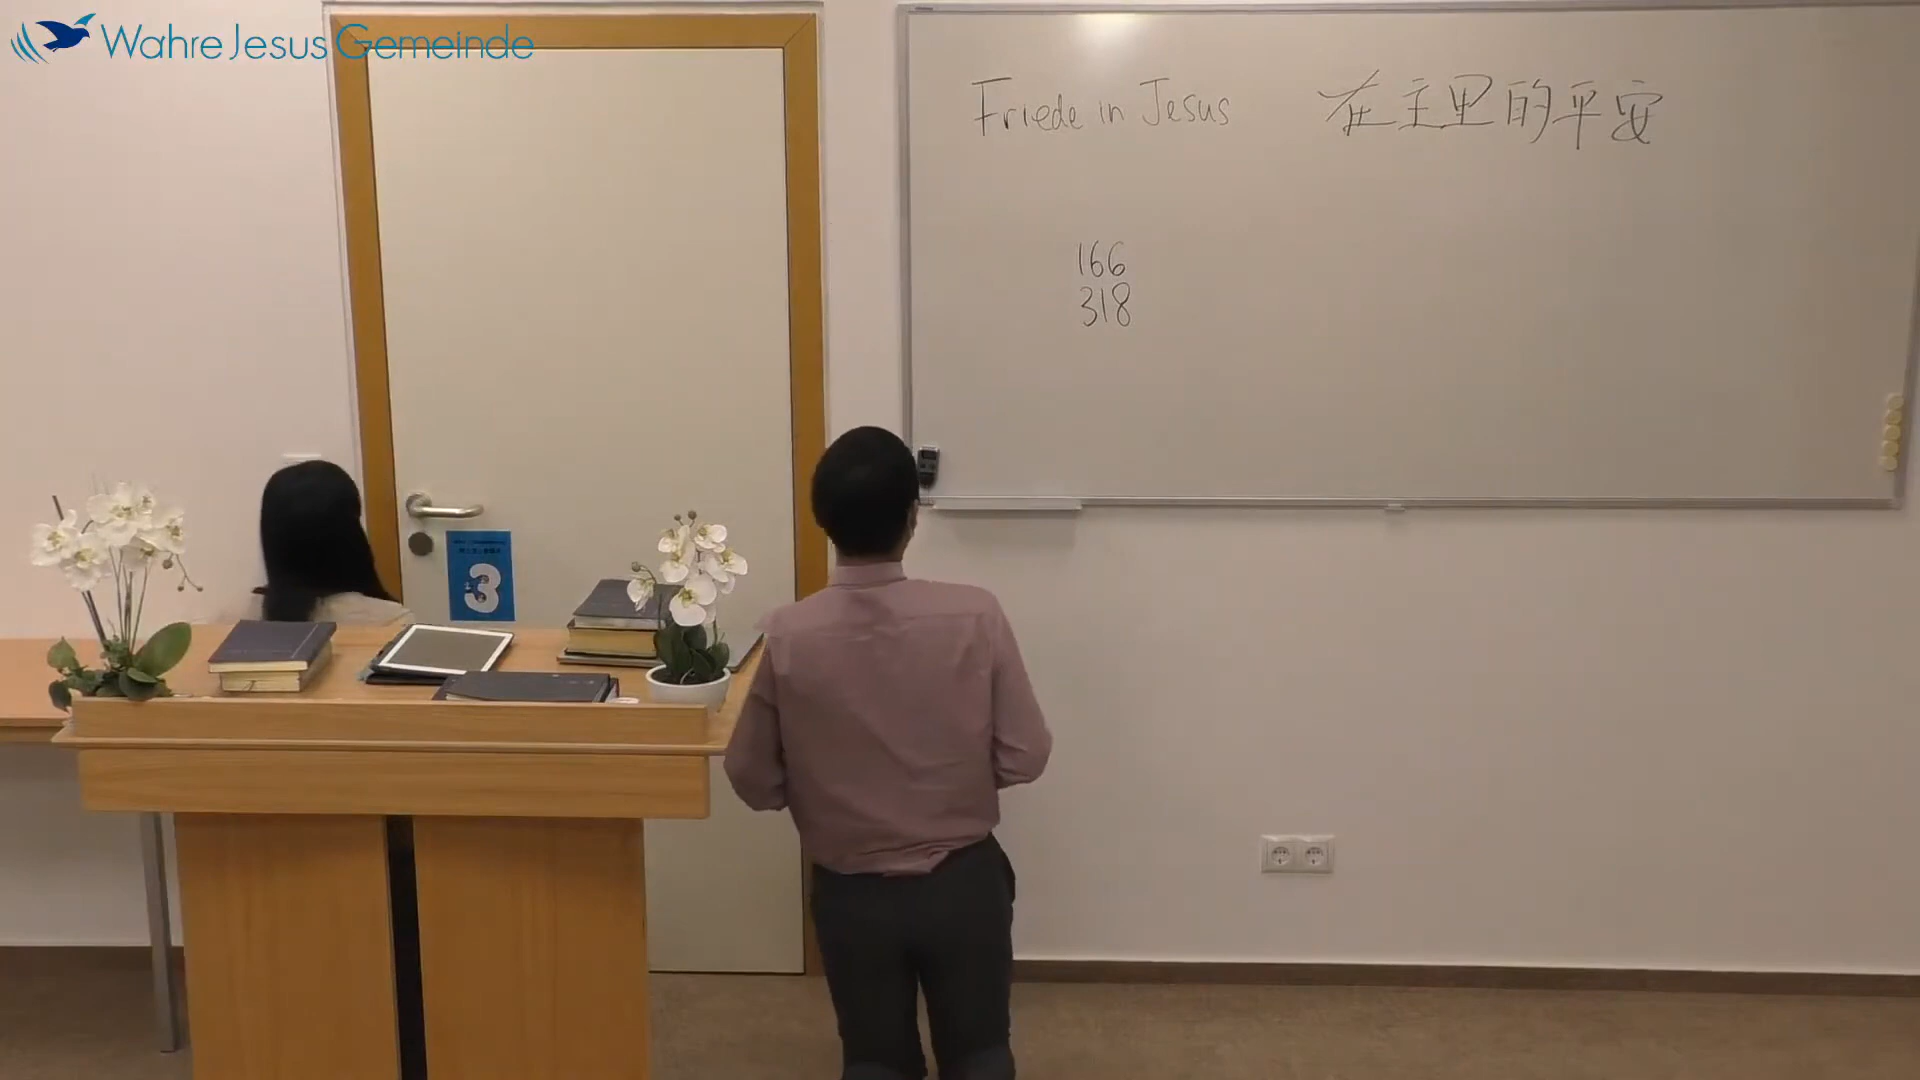 Wahre Jesus Gemeinde
Friede in Jesus 在主里的平安
166
318
3